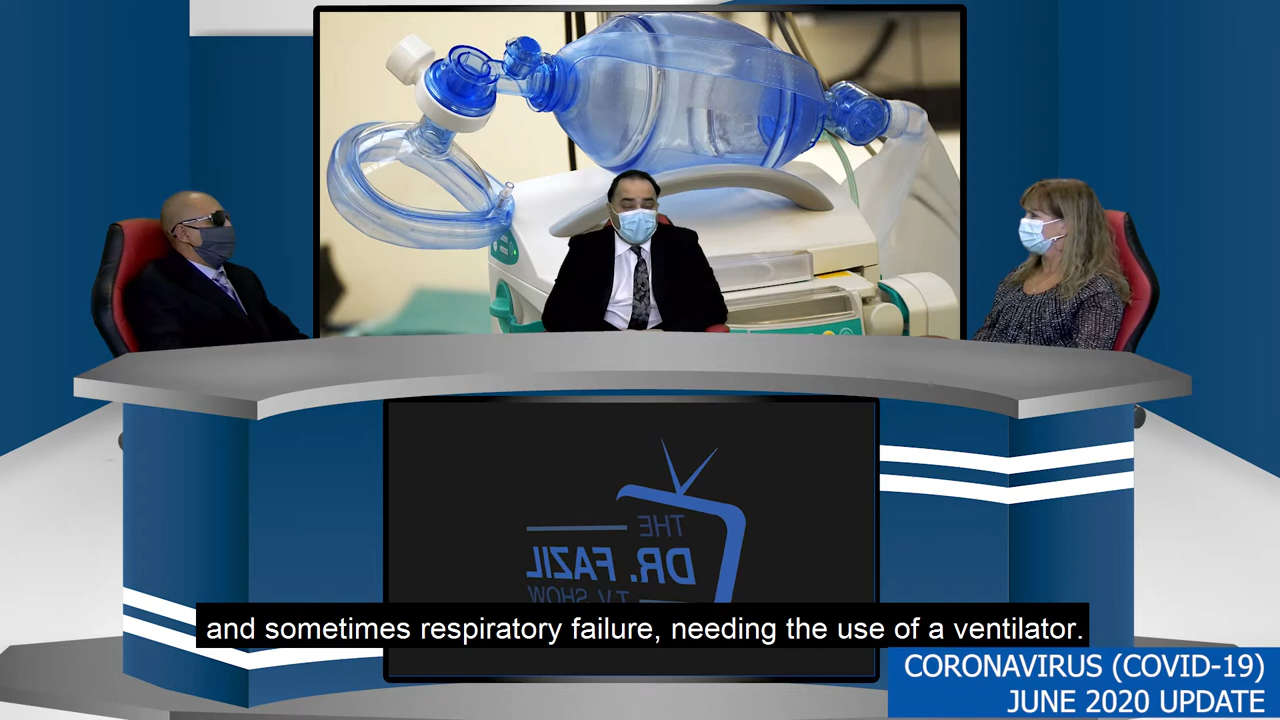 THE
DR. FAZIL
T.V. SHOW
and sometimes respiratory failure, needing the use of a ventilator.
CORONAVIRUS (COVID-19)
JUNE 2020 UPDATE